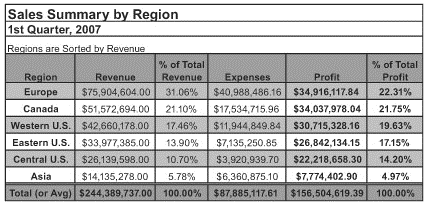 Sales Summary by Region
1st Quarter, 2007
Regions are Sorted by Revenue
Region Revenue % of Total Revenue Expenses Profit % of Total Profit
Europe $75,904,604.00 31.06% $40,988,486.16 $34,916,117.84 22.31%
Canada $51,572,694.00 21.10% $17,534,715.96 $34,037,978.04 21.75%
Western U.S. $42,660,178.00 17.46% $11,944,849.84 $30,715,328.16 19.63%
Eastern U.S. $33,977,385.00 13.90% $7,135,250.85 $26,842,134.15 17.15%
Central U.S. $26,139,598.00 10.70% $3,920,939.70 $22,218,658.30 14.20%
Asia $14,135,278.00 5.78% $6,360,875.10 $7,774,402.90 4.97%
Total (or Avg) $244,389,737.00 100.00% $87,885,117.61 $156,504,619.39 100.00%